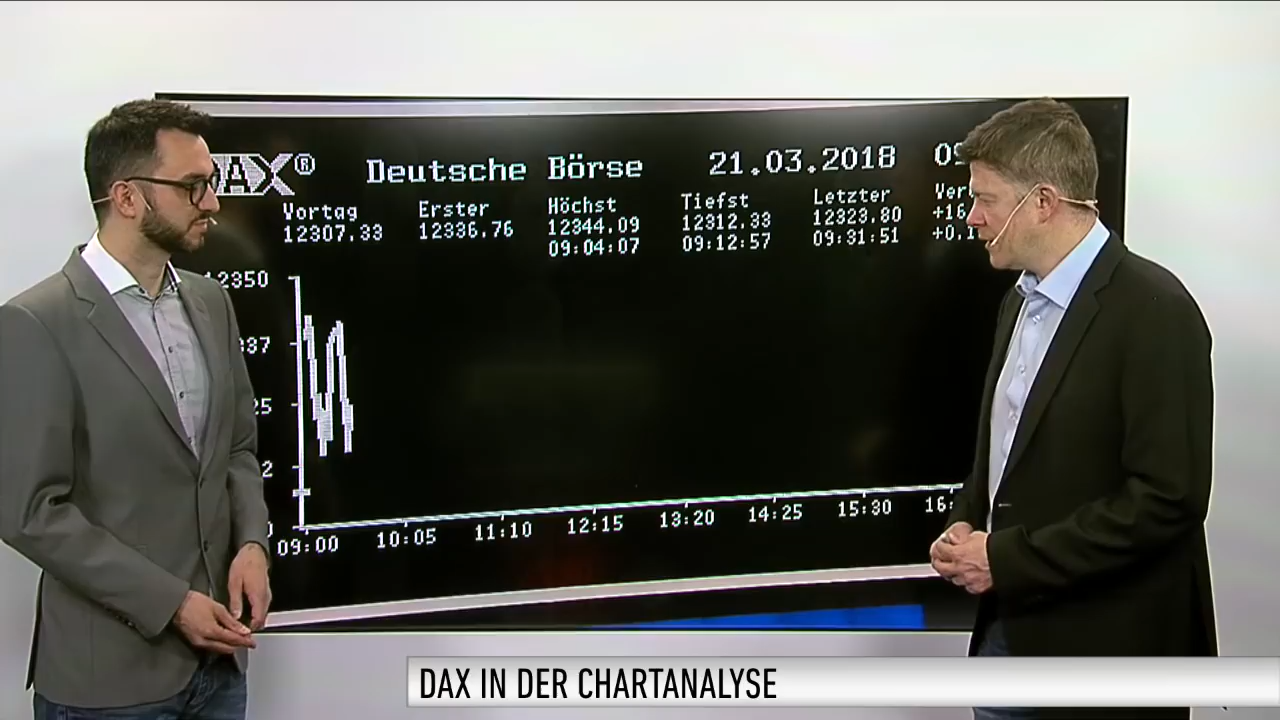 DAX® Deutsche Börse 21.03.2018
Vortag Erster Höchst Tiefst Letzter
12307.33 12336.76 12344.09 12312.33 12323.80 +16
09:04:07 09:12:57 09:31:51
12350
09:00 10:05 11:10 12:15 13:20 14:25 15:30 16:
DAX IN DER CHARTANALYSE